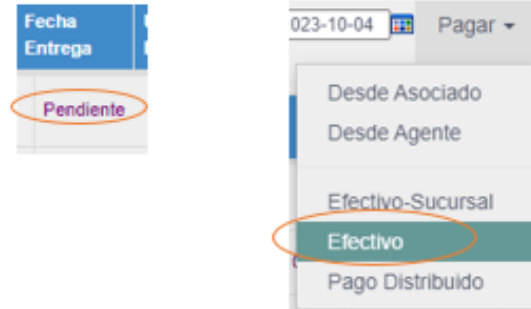 Fecha
Entrega
Pendiente
023-10-04
Pagar
Desde Asociado
Desde Agente
Efectivo-Sucursal
Efectivo
Pago Distribuido